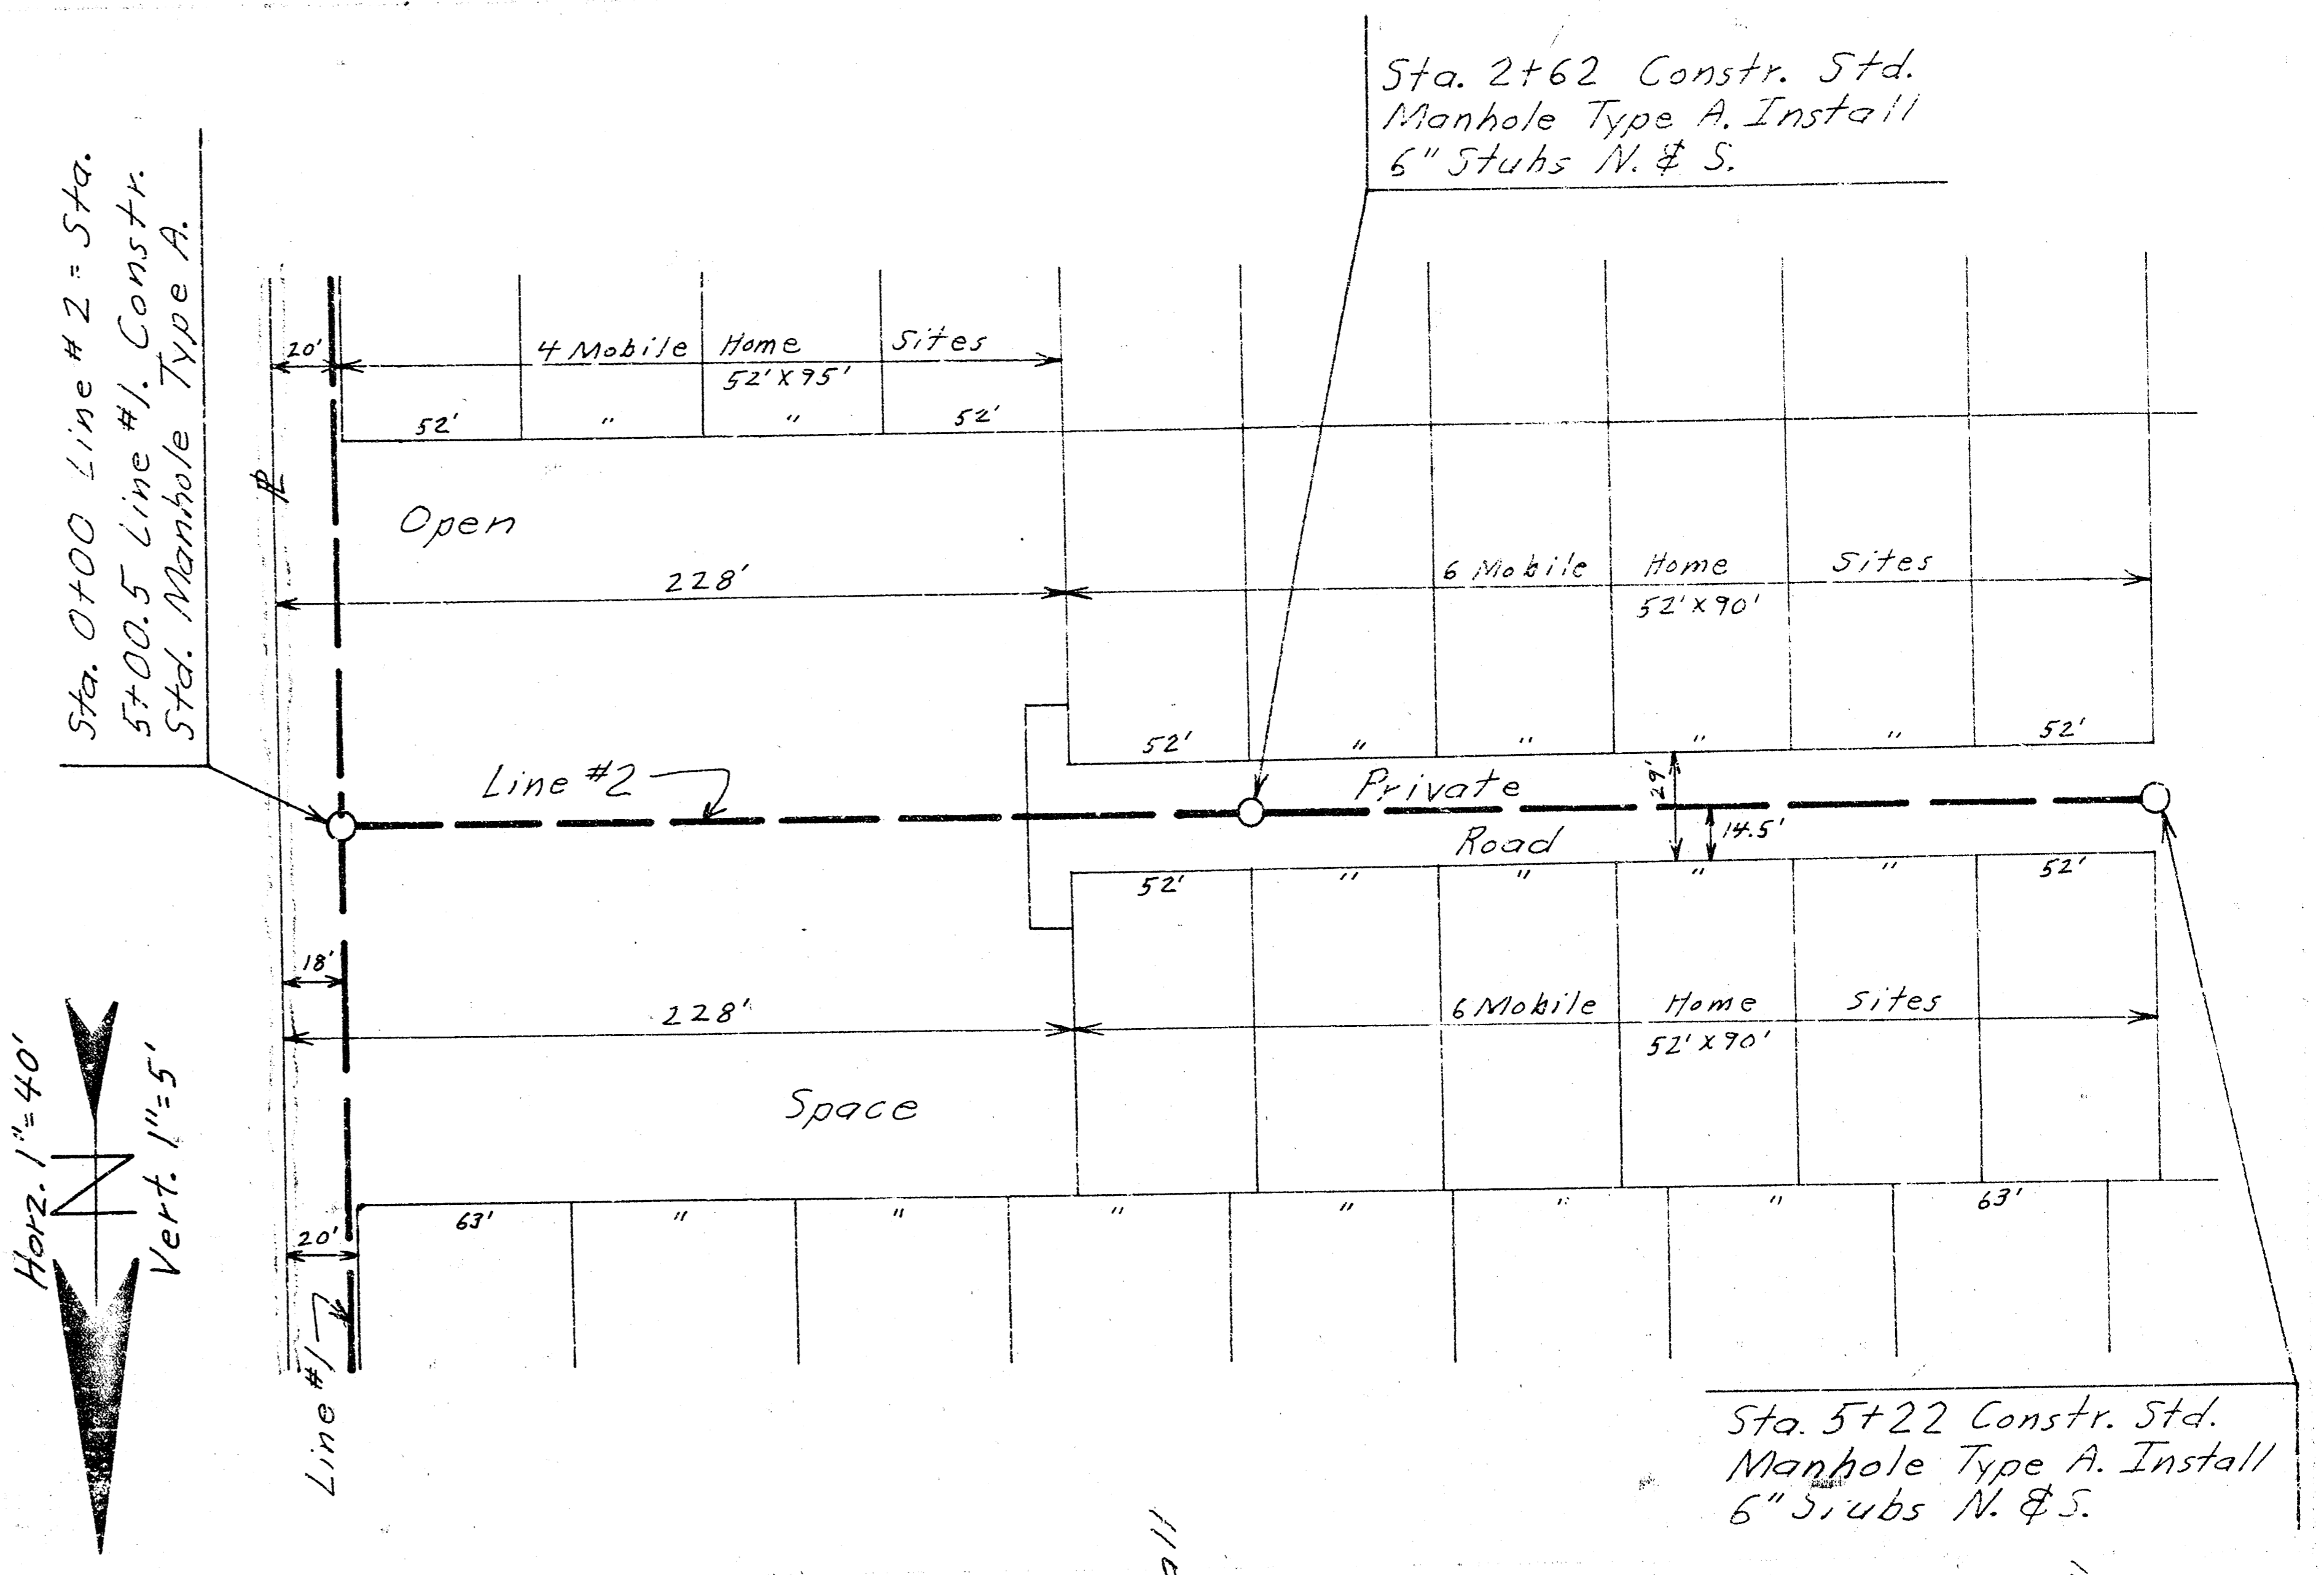 Sta. 2+62 Constr. Std.
Manhole Type A. Install
6" Stubs N. & S.
Sta. 0+00 Line #2 = Sta.
5+00.5 Line #1. Constr.
Std. Manhole Type A.
20'
4 Mobile Home Sites
52' X 95'
52' " " 52'
PL
Open
228'
6 Mobile Home Sites
52' X 90'
52' " " " " 52'
Line #2
Private
29'
14.5'
Road
52' " " " " 52'
18'
228'
6 Mobile Home Sites
52' X 90'
Space
Horz. 1"=40'
N
Vert. 1"=5'
63' " " " " " " 63'
20'
Line #1
Sta. 5+22 Constr. Std.
Manhole Type A. Install
6" Stubs N. & S.
all